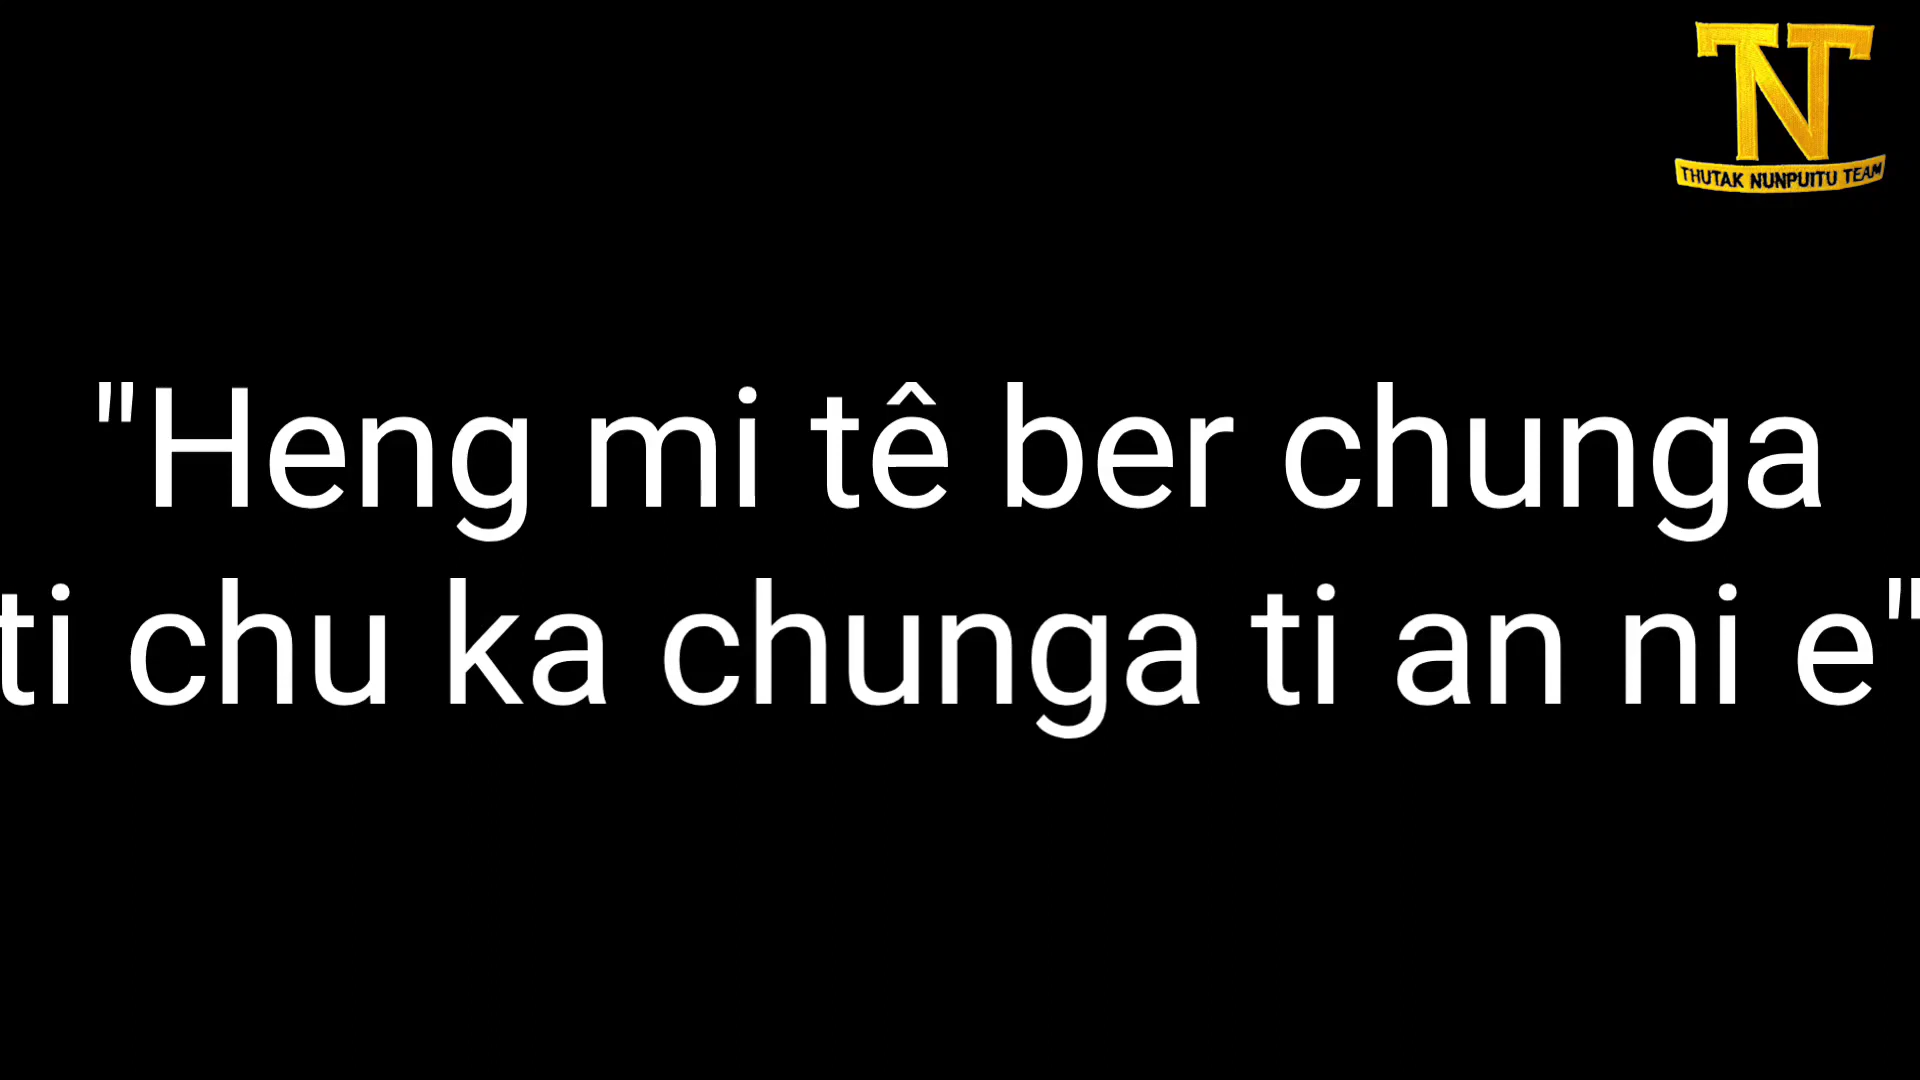 THUTAK NUNPUITU TEAM
"Heng mi tê ber chunga
ti chu ka chunga ti an ni e"